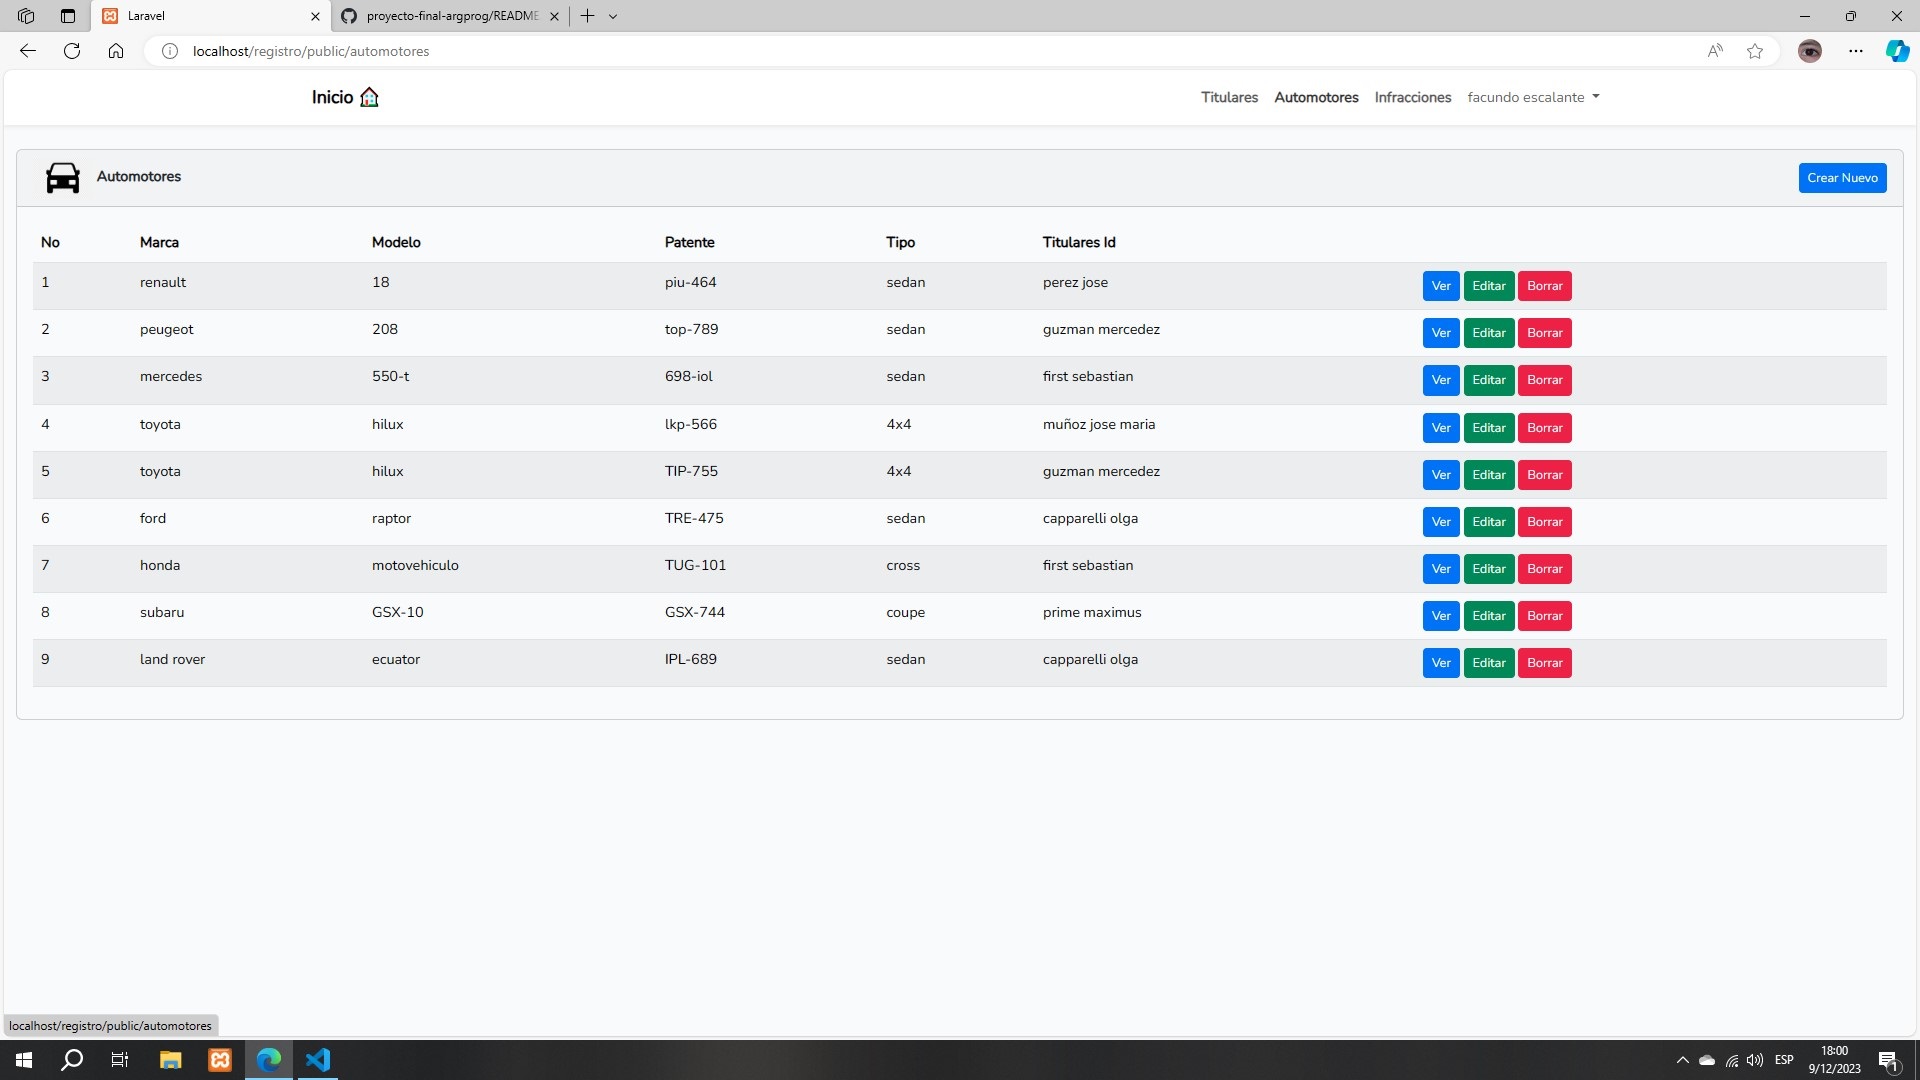 Laravel
proyecto-final-argprog/README
localhost/registro/public/automotores
Inicio
Titulares Automotores Infracciones facundo escalante
Automotores
Crear Nuevo
No Marca Modelo Patente Tipo Titulares Id
1 renault 18 piu-464 sedan perez jose Ver Editar Borrar
2 peugeot 208 top-789 sedan guzman mercedez Ver Editar Borrar
3 mercedes 550-t 698-iol sedan first sebastian Ver Editar Borrar
4 toyota hilux lkp-566 4x4 muñoz jose maria Ver Editar Borrar
5 toyota hilux TIP-755 4x4 guzman mercedez Ver Editar Borrar
6 ford raptor TRE-475 sedan capparelli olga Ver Editar Borrar
7 honda motovehiculo TUG-101 cross first sebastian Ver Editar Borrar
8 subaru GSX-10 GSX-744 coupe prime maximus Ver Editar Borrar
9 land rover ecuator IPL-689 sedan capparelli olga Ver Editar Borrar
localhost/registro/public/automotores
ESP
18:00
9/12/2023
1